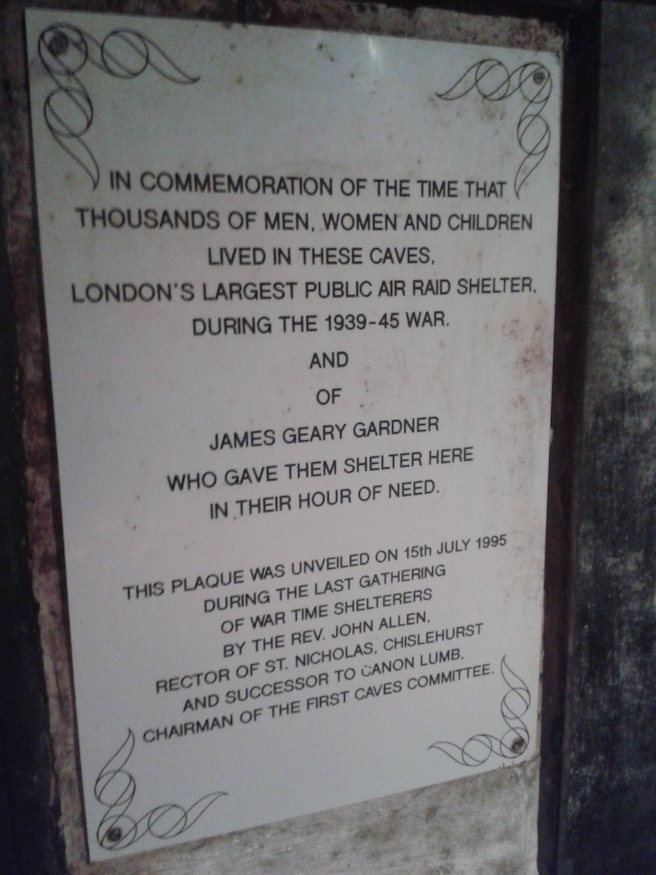 IN COMMEMORATION OF THE TIME THAT
THOUSANDS OF MEN, WOMEN AND CHILDREN
LIVED IN THESE CAVES,
LONDON'S LARGEST PUBLIC AIR RAID SHELTER,
DURING THE 1939-45 WAR.
AND
OF
JAMES GEARY GARDNER
WHO GAVE THEM SHELTER HERE
IN THEIR HOUR OF NEED.
THIS PLAQUE WAS UNVEILED ON 15th JULY 1995
DURING THE LAST GATHERING
OF WAR TIME SHELTERERS
BY THE REV. JOHN ALLEN,
RECTOR OF ST. NICHOLAS, CHISLEHURST
AND SUCCESSOR TO CANON LUMB,
CHAIRMAN OF THE FIRST CAVES COMMITTEE.